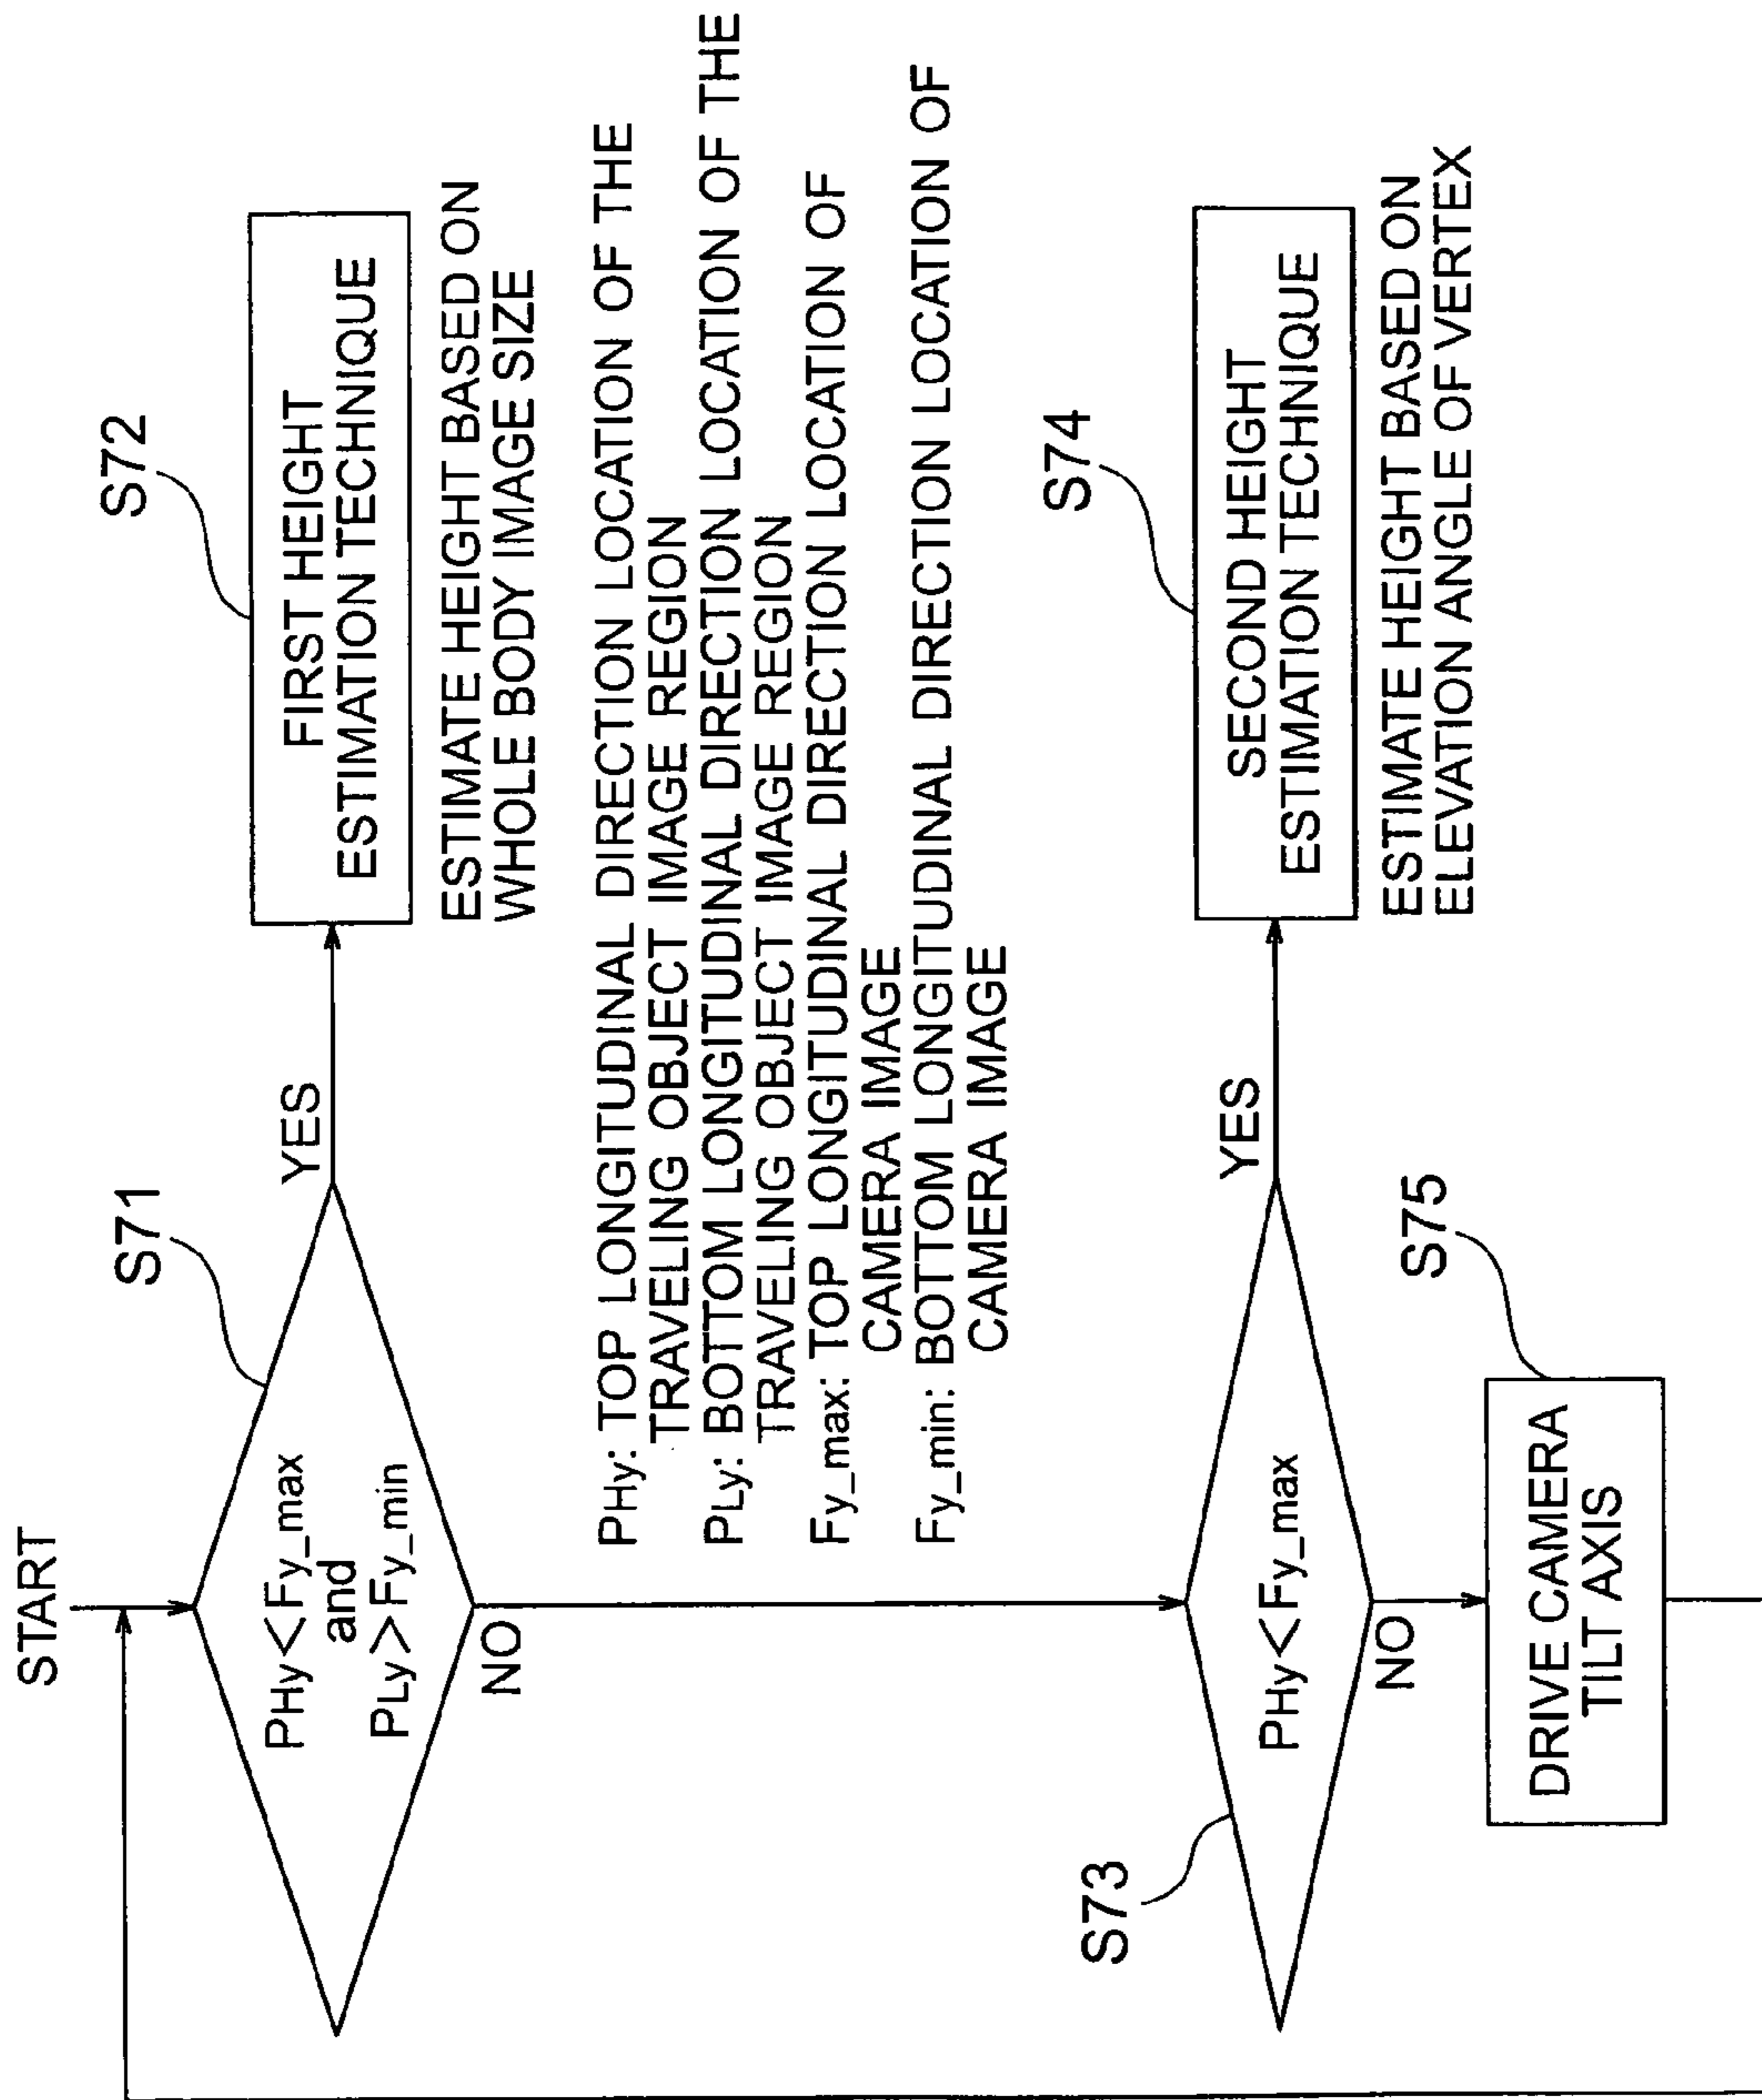 START
S71
PHy<Fy_max
and
PLy>Fy_min
YES
NO
S72
FIRST HEIGHT
ESTIMATION TECHNIQUE
ESTIMATE HEIGHT BASED ON
WHOLE BODY IMAGE SIZE
PHy: TOP LONGITUDINAL DIRECTION LOCATION OF THE
TRAVELING OBJECT IMAGE REGION
PLy: BOTTOM LONGITUDINAL DIRECTION LOCATION OF THE
TRAVELING OBJECT IMAGE REGION
Fy_max: TOP LONGITUDINAL DIRECTION LOCATION OF
CAMERA IMAGE
Fy_min: BOTTOM LONGITUDINAL DIRECTION LOCATION OF
CAMERA IMAGE
S73
PHy<Fy_max
YES
NO
S74
SECOND HEIGHT
ESTIMATION TECHNIQUE
ESTIMATE HEIGHT BASED ON
ELEVATION ANGLE OF VERTEX
S75
DRIVE CAMERA
TILT AXIS